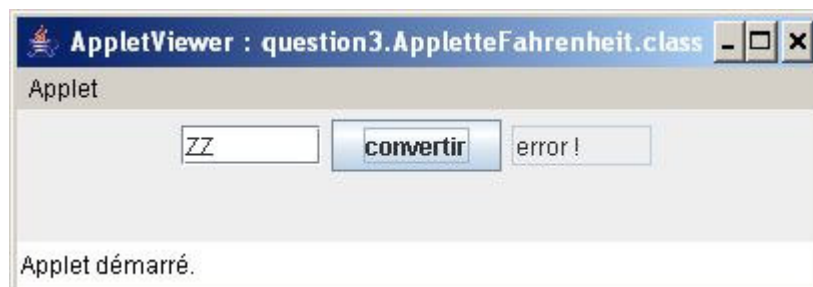 AppletViewer : question3.AppletteFahrenheit.class
Applet
ZZ convertir error !
Applet démarré.